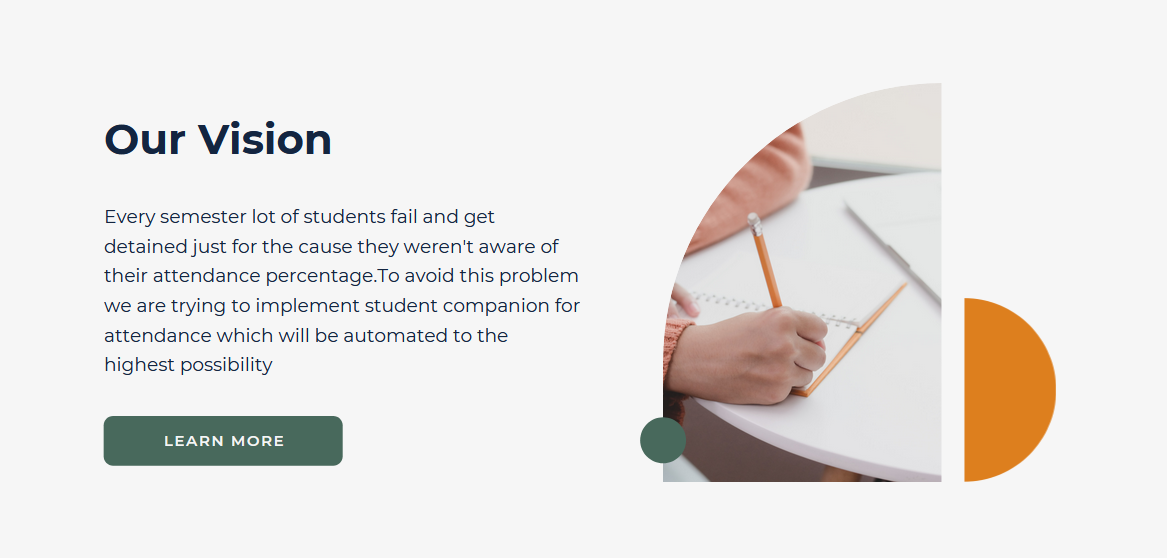 Our Vision
Every semester lot of students fail and get
detained just for the cause they weren't aware of
their attendance percentage.To avoid this problem
we are trying to implement student companion for
attendance which will be automated to the
highest possibility
LEARN MORE